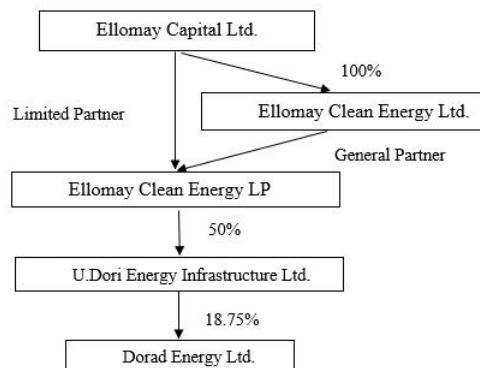 Ellomay Capital Ltd.
100%
Limited Partner
Ellomay Clean Energy Ltd.
General Partner
Ellomay Clean Energy LP
50%
U.Dori Energy Infrastructure Ltd.
18.75%
Dorad Energy Ltd.